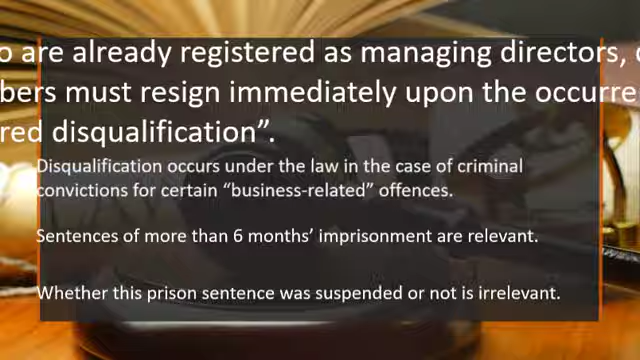 o are already registered as managing directors,
bers must resign immediately upon the
red disqualification”.
Disqualification occurs under the law in the case of criminal
convictions for certain “business-related” offences.
Sentences of more than 6 months’ imprisonment are relevant.
Whether this prison sentence was suspended or not is irrelevant.